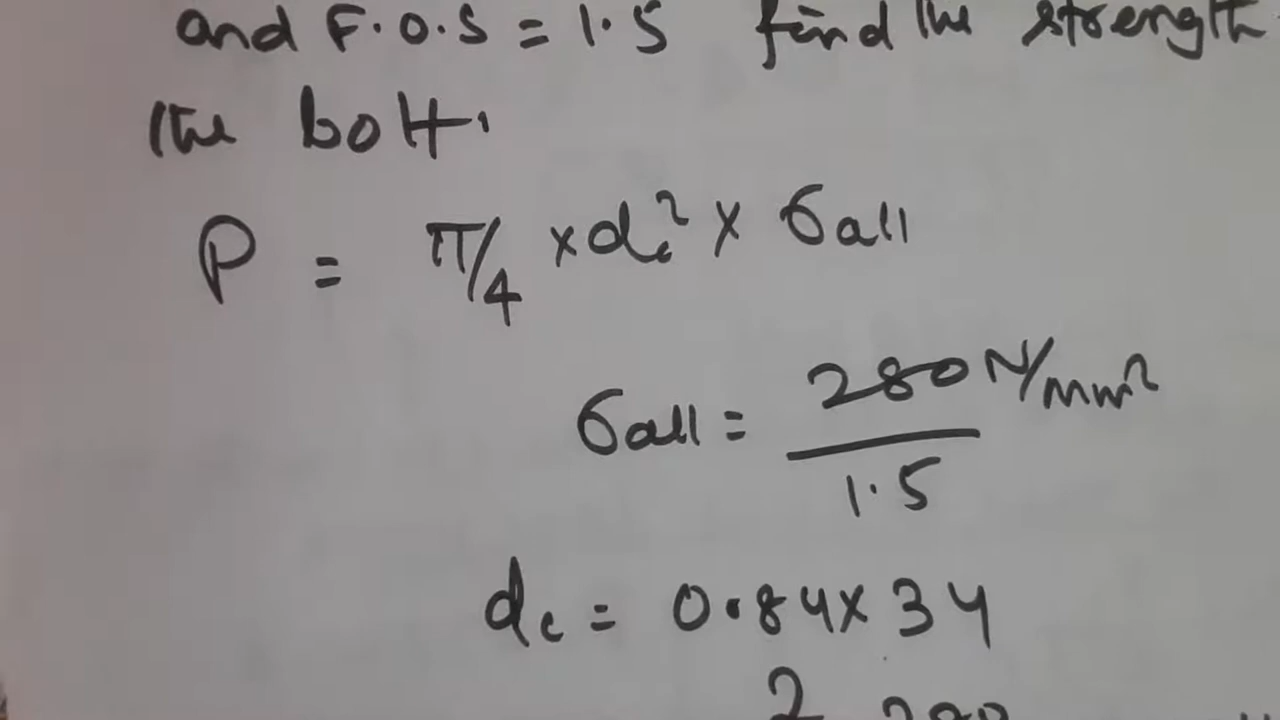 and F.O.S = 1.5 find the strength
the bolt.
P = π/4 × dc² × σall
σall = 280 N/mm² / 1.5
dc = 0.84 × 34
2